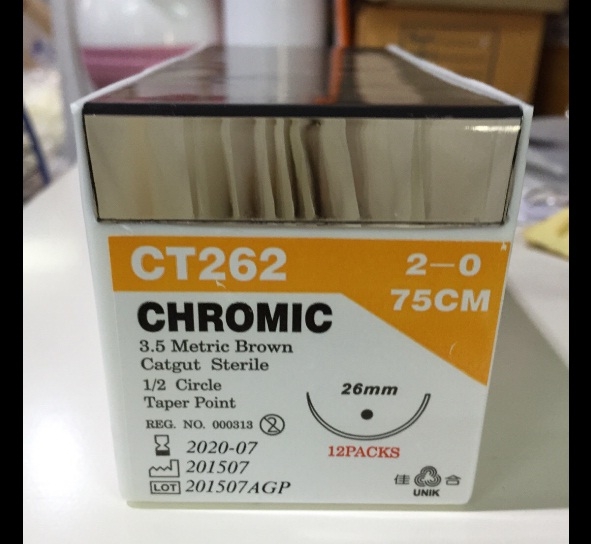 CT262
2-0
75CM
CHROMIC
3.5 Metric Brown
Catgut Sterile
1/2 Circle
Taper Point
26mm
REG. NO. 000313
2
12PACKS
2020-07
201507
LOT 201507AGP
佳 合
UNIK